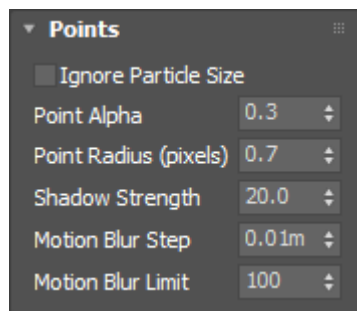 Points
Ignore Particle Size
Point Alpha 0.3
Point Radius (pixels) 0.7
Shadow Strength 20.0
Motion Blur Step 0.01m
Motion Blur Limit 100